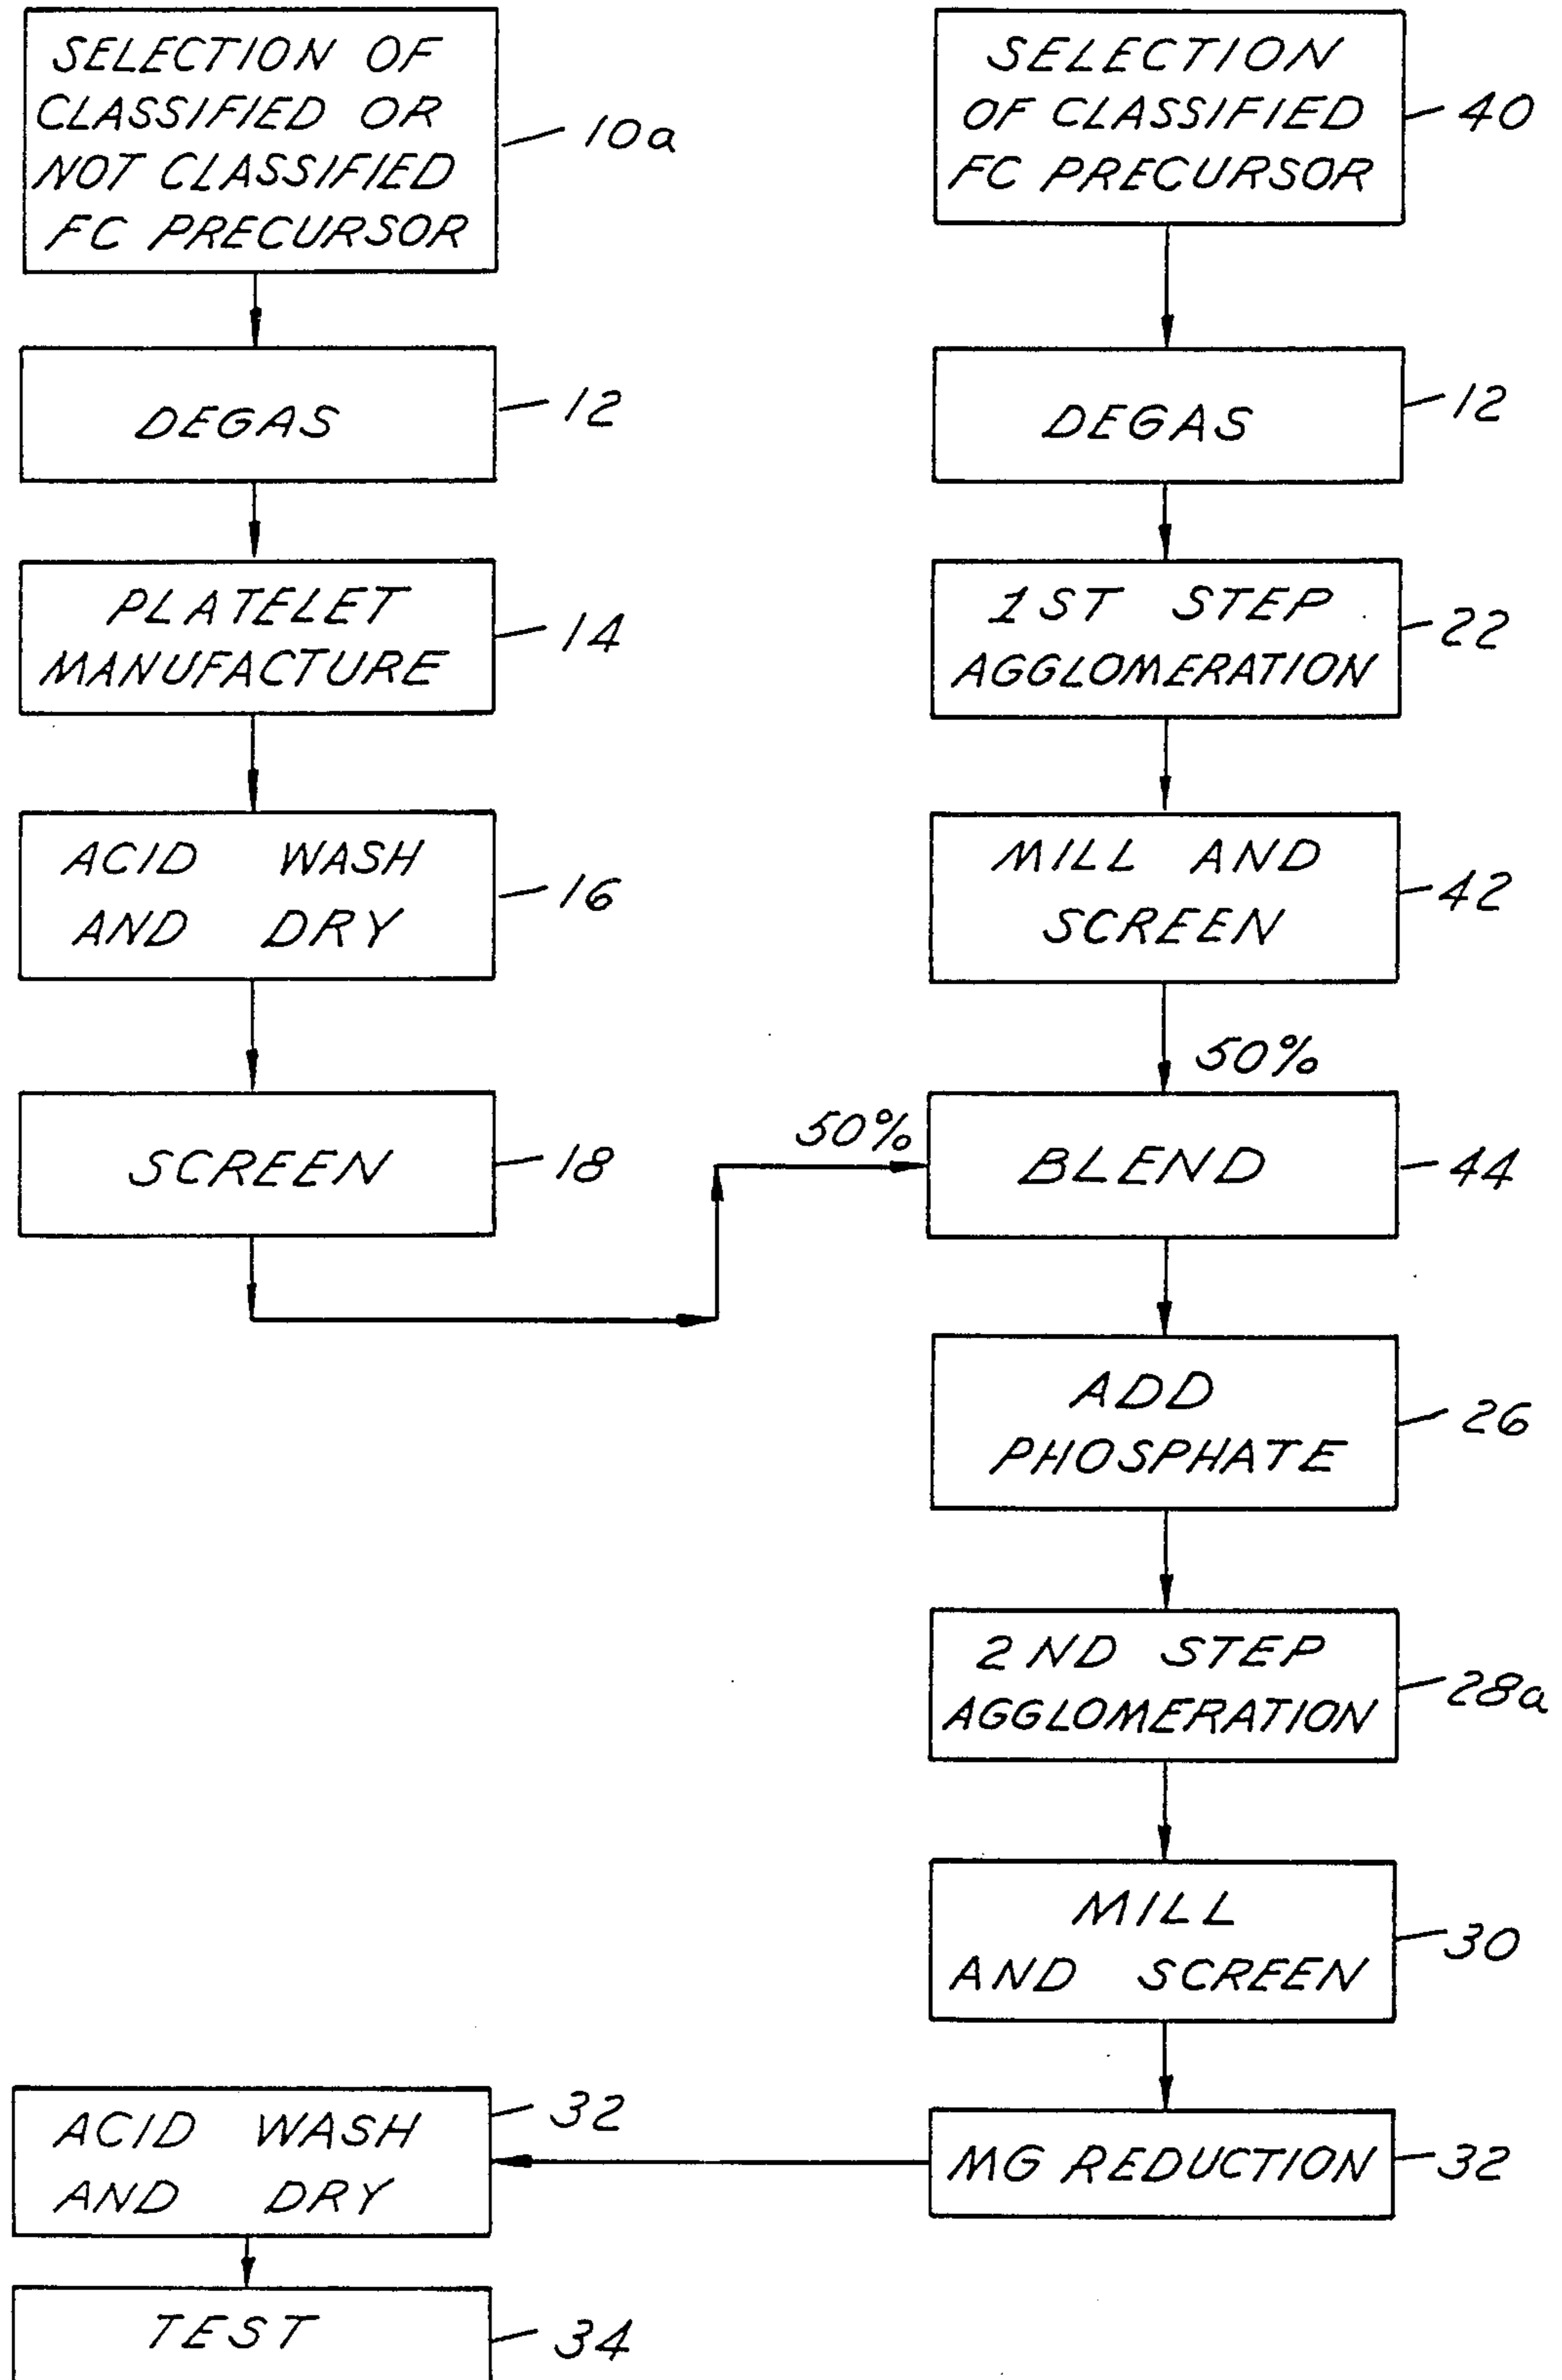 SELECTION OF
CLASSIFIED OR
NOT CLASSIFIED
FC PRECURSOR
10a
DEGAS
12
PLATELET
MANUFACTURE
14
ACID WASH
AND DRY
16
SCREEN
18
SELECTION
OF CLASSIFIED
FC PRECURSOR
40
DEGAS
12
1ST STEP
AGGLOMERATION
22
MILL AND
SCREEN
42
50%
50%
BLEND
44
ADD
PHOSPHATE
26
2ND STEP
AGGLOMERATION
28a
MILL
AND SCREEN
30
MG REDUCTION
32
ACID WASH
AND DRY
32
TEST
34